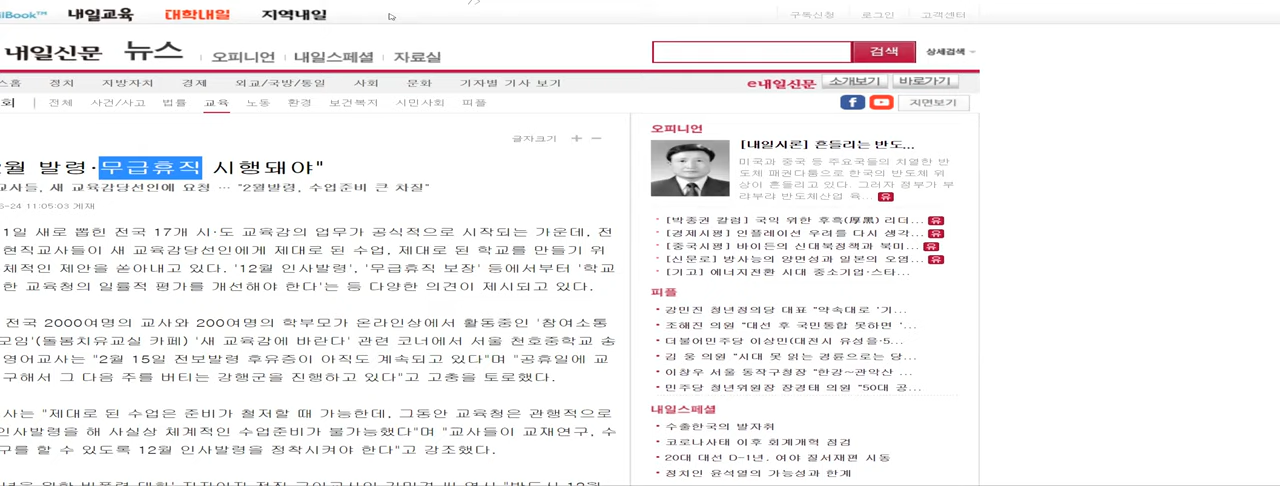 ilBook™ 내일교육 대학내일 지역내일
구독신청 로그인 고객센터
내일신문 뉴스 오피니언 내일스페셜 자료실
검색 상세검색
스홈 정치 지방자치 경제 외교/국방/통일 사회 문화 기자별 기사 보기
e내일신문 소개보기 바로가기
회 전체 사건/사고 법률 교육 노동 환경 보건복지 시민사회 피플
지면보기
글자크기 + −
월 발령·무급휴직 시행돼야"
교사들, 새 교육감당선인에 요청 … "2월발령, 수업준비 큰 차질"
-24 11:05:03 게재
1일 새로 뽑힌 전국 17개 시·도 교육감의 업무가 공식적으로 시작되는 가운데, 전
현직교사들이 새 교육감당선인에게 제대로 된 수업, 제대로 된 학교를 만들기 위
체적인 제안을 쏟아내고 있다. '12월 인사발령', '무급휴직 보장' 등에서부터 '학교
한 교육청의 일률적 평가를 개선해야 한다'는 등 다양한 의견이 제시되고 있다.
전국 2000여명의 교사와 200여명의 학부모가 온라인상에서 활동중인 '참여소통
모임'(돌봄치유교실 카페) '새 교육감에 바란다' 관련 코너에서 서울 천호중학교 송
영어교사는 "2월 15일 전보발령 후유증이 아직도 계속되고 있다"며 "공휴일에 교
구해서 그 다음 주를 버티는 강행군을 진행하고 있다"고 고충을 토로했다.
사는 "제대로 된 수업은 준비가 철저할 때 가능한데, 그동안 교육청은 관행적으로
인사발령을 해 사실상 체계적인 수업준비가 불가능했다"며 "교사들이 교재연구, 수
구를 할 수 있도록 12월 인사발령을 정착시켜야 한다"고 강조했다.
오피니언
[내일시론] 흔들리는 반도...
미국과 중국 등 주요국들의 치열한 반
도체 패권다툼으로 한국의 반도체 위
상이 흔들리고 있다. 그러자 정부가 부
랴부랴 반도체산업 육... 유
[박종권 칼럼] 국익 위한 후흑(厚黑) 리더... 유
[경제시평] 인플레이션 우려를 다시 생각... 유
[중국시평] 바이든의 신대북정책과 북미... 유
[신문로] 방사능의 양면성과 일본의 오염... 유
[기고] 에너지전환 시대 중소기업·스타...
피플
강민진 청년정의당 대표 "약속대로 '기...
조해진 의원 "대선 후 국민통합 못하면 '...
더불어민주당 이상민(대전시 유성을·5...
김 웅 의원 "시대 못 읽는 경륜으로는 당...
이창우 서울 동작구청장 "한강~관악산 ...
민주당 청년위원장 장경태 의원 "50대 공...
내일스페셜
수출한국의 발자취
코로나사태 이후 회계개혁 점검
20대 대선 D-1년, 여야 질서재편 시동
정치인 윤석열의 가능성과 한계